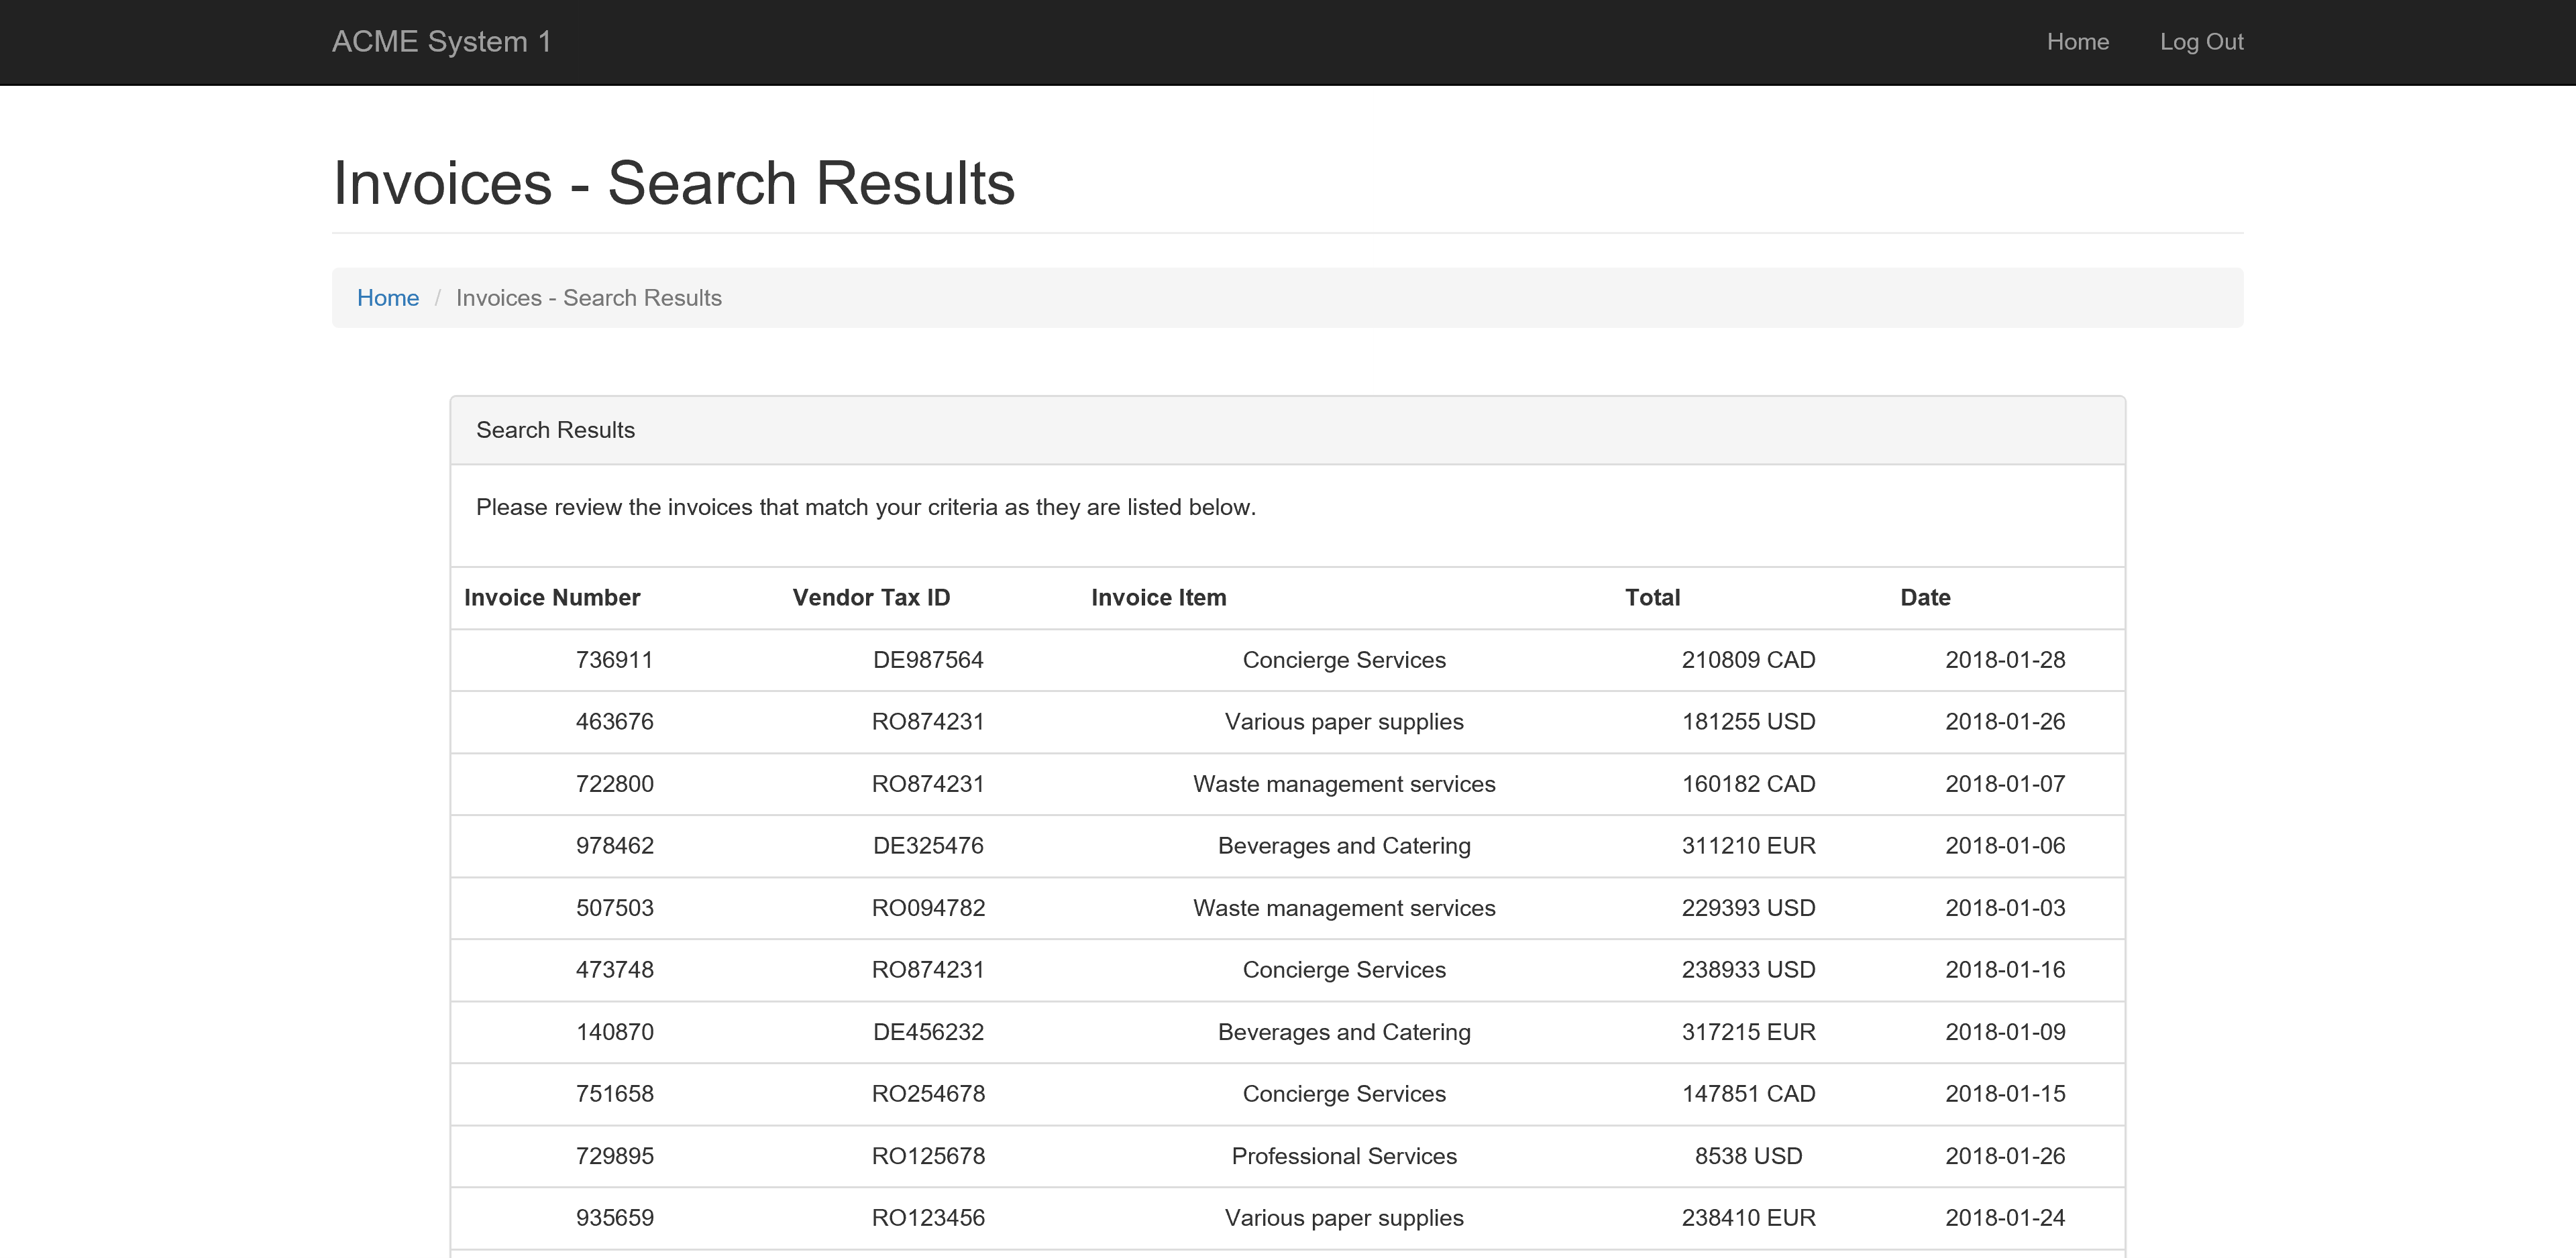 ACME System 1 Home Log Out
Invoices - Search Results
Home / Invoices - Search Results
Search Results
Please review the invoices that match your criteria as they are listed below.
Invoice Number Vendor Tax ID Invoice Item Total Date
736911 DE987564 Concierge Services 210809 CAD 2018-01-28
463676 RO874231 Various paper supplies 181255 USD 2018-01-26
722800 RO874231 Waste management services 160182 CAD 2018-01-07
978462 DE325476 Beverages and Catering 311210 EUR 2018-01-06
507503 RO094782 Waste management services 229393 USD 2018-01-03
473748 RO874231 Concierge Services 238933 USD 2018-01-16
140870 DE456232 Beverages and Catering 317215 EUR 2018-01-09
751658 RO254678 Concierge Services 147851 CAD 2018-01-15
729895 RO125678 Professional Services 8538 USD 2018-01-26
935659 RO123456 Various paper supplies 238410 EUR 2018-01-24